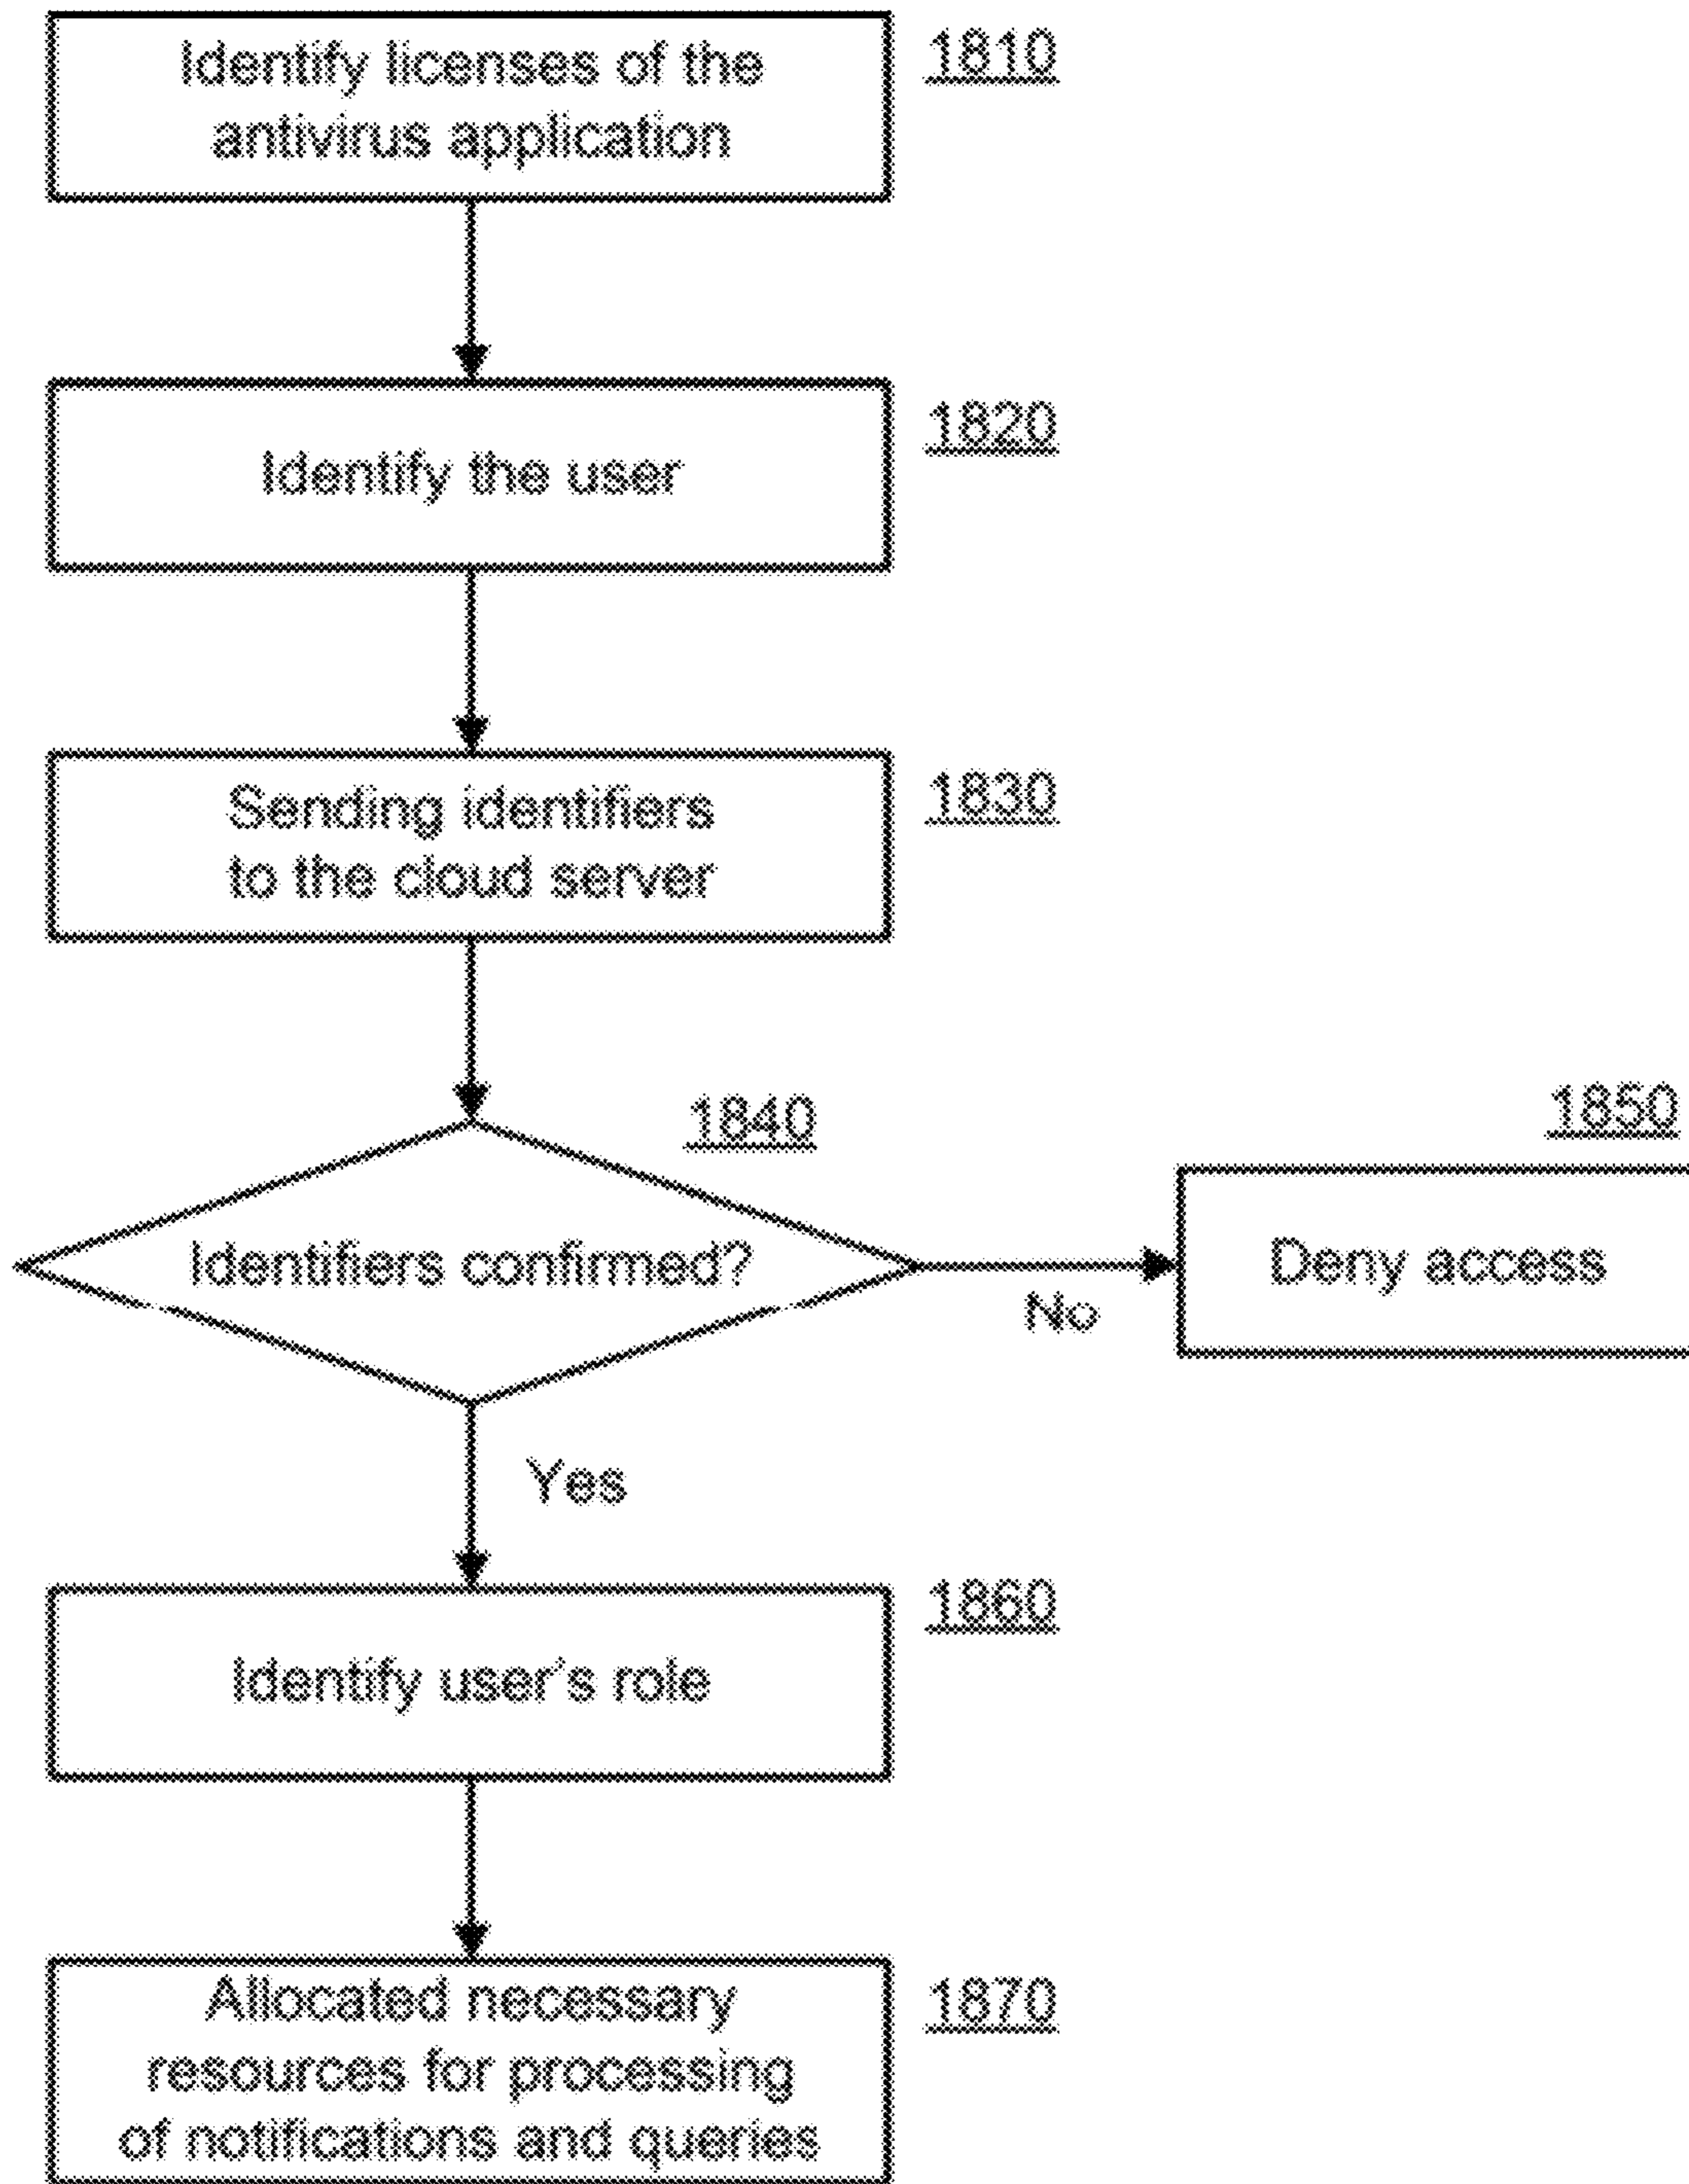 Identify licenses of the
antivirus application
1810
Identify the user
1820
Sending identifiers
to the cloud server
1830
1840
Identifiers confirmed?
No
1850
Deny access
Yes
Identify user's role
1860
Allocated necessary
resources for processing
of notifications and queries
1870